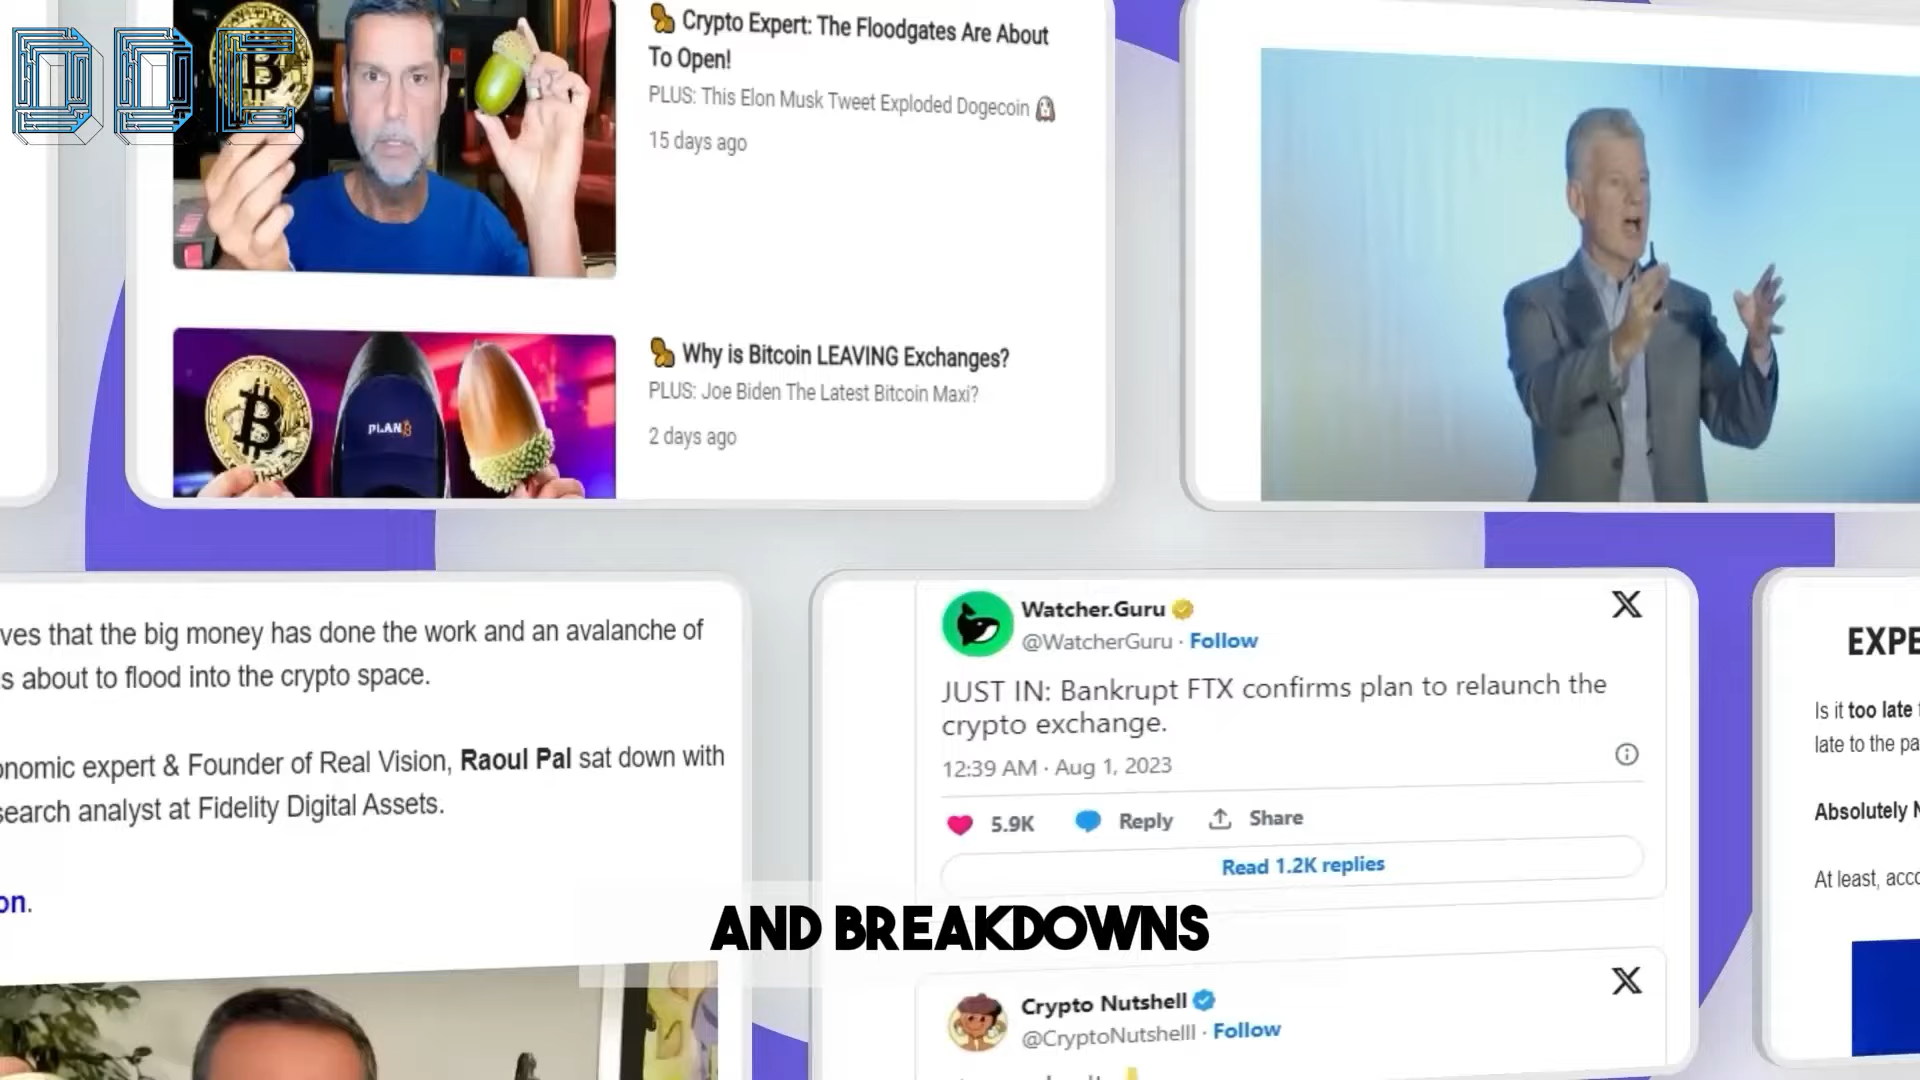 DDC
🥜 Crypto Expert: The Floodgates Are About
To Open!
PLUS: This Elon Musk Tweet Exploded Dogecoin
15 days ago
🥜 Why is Bitcoin LEAVING Exchanges?
PLUS: Joe Biden The Latest Bitcoin Maxi?
2 days ago
PLANB
ves that the big money has done the work and an avalanche of
s about to flood into the crypto space.
onomic expert & Founder of Real Vision, Raoul Pal sat down with
search analyst at Fidelity Digital Assets.
on.
Watcher.Guru
@WatcherGuru · Follow
JUST IN: Bankrupt FTX confirms plan to relaunch the
crypto exchange.
12:39 AM · Aug 1, 2023
5.9K Reply Share
Read 1.2K replies
Crypto Nutshell
@CryptoNutshelll · Follow
EXPE
Is it too late
late to the pa
Absolutely N
At least, acco
AND BREAKDOWNS